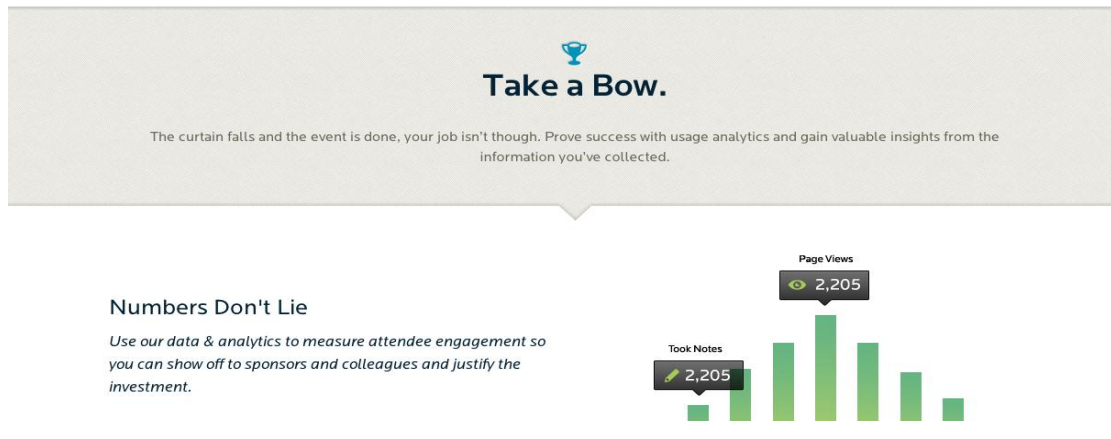 Take a Bow.
The curtain falls and the event is done, your job isn't though. Prove success with usage analytics and gain valuable insights from the
information you've collected.
Numbers Don't Lie
Use our data & analytics to measure attendee engagement so
you can show off to sponsors and colleagues and justify the
investment.
Page Views
2,205
Took Notes
2,205